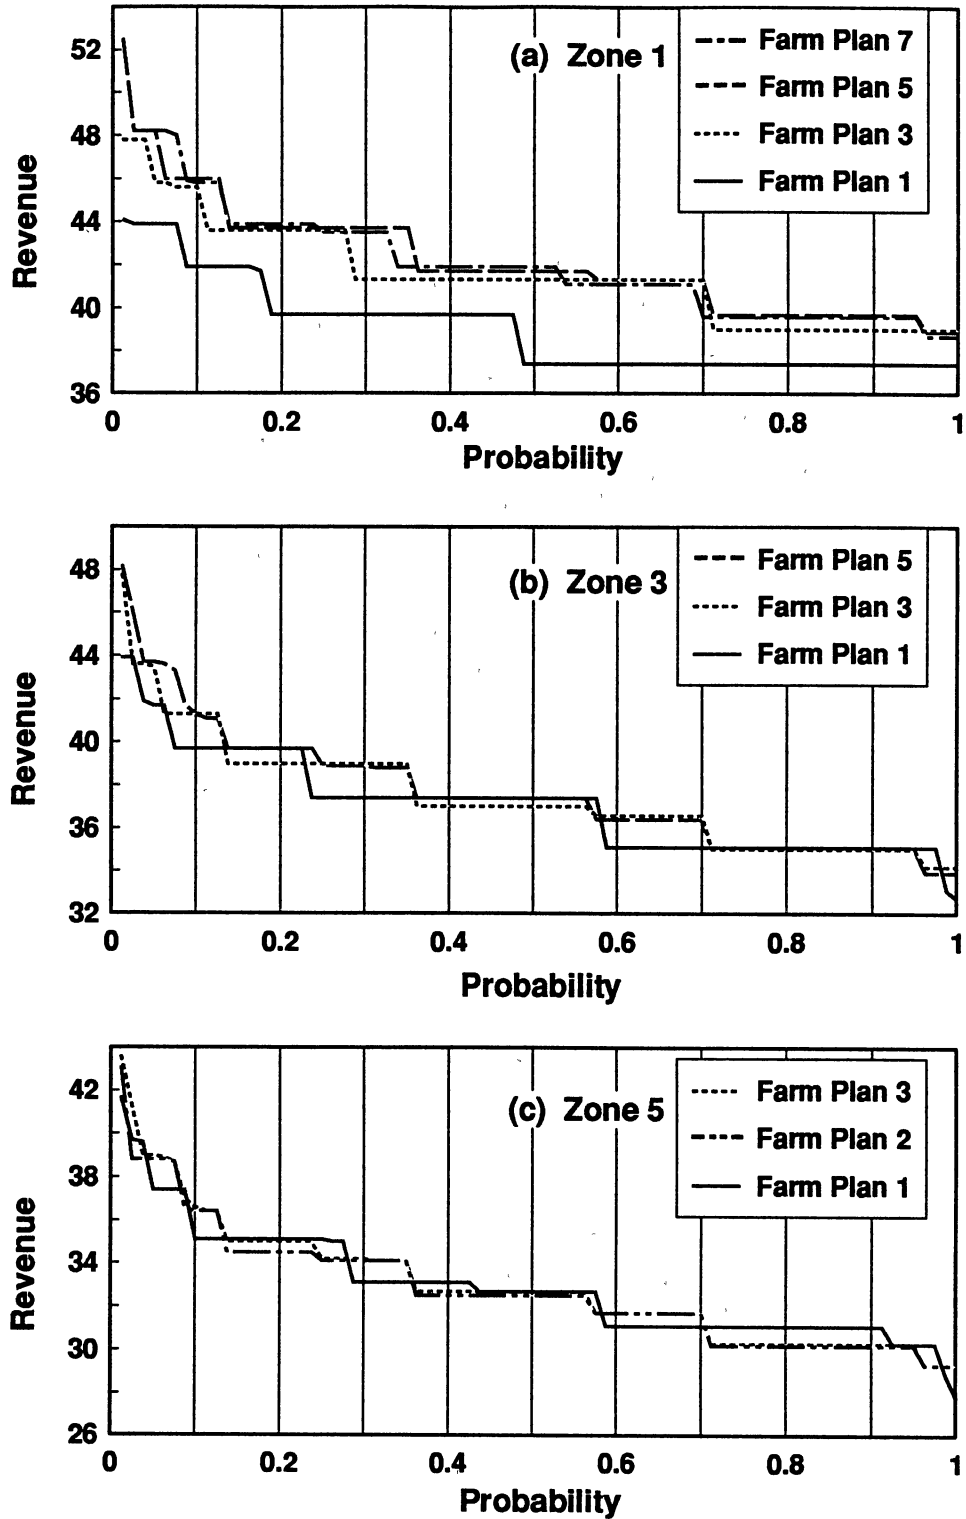 (a) Zone 1
Farm Plan 7
Farm Plan 5
Farm Plan 3
Farm Plan 1
52
48
44
40
36
Revenue
0 0.2 0.4 0.6 0.8 1
Probability
(b) Zone 3
Farm Plan 5
Farm Plan 3
Farm Plan 1
48
44
40
36
32
Revenue
0 0.2 0.4 0.6 0.8 1
Probability
(c) Zone 5
Farm Plan 3
Farm Plan 2
Farm Plan 1
42
38
34
30
26
Revenue
0 0.2 0.4 0.6 0.8 1
Probability